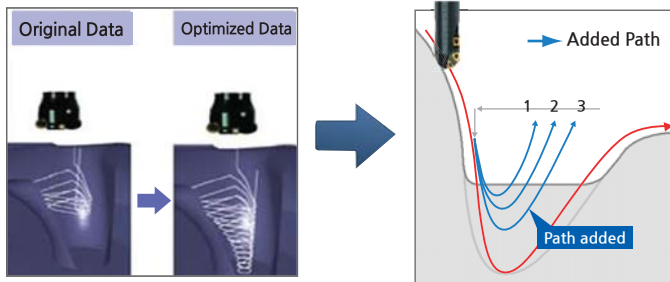 Original Data
Optimized Data
Added Path
1 2 3
Path added